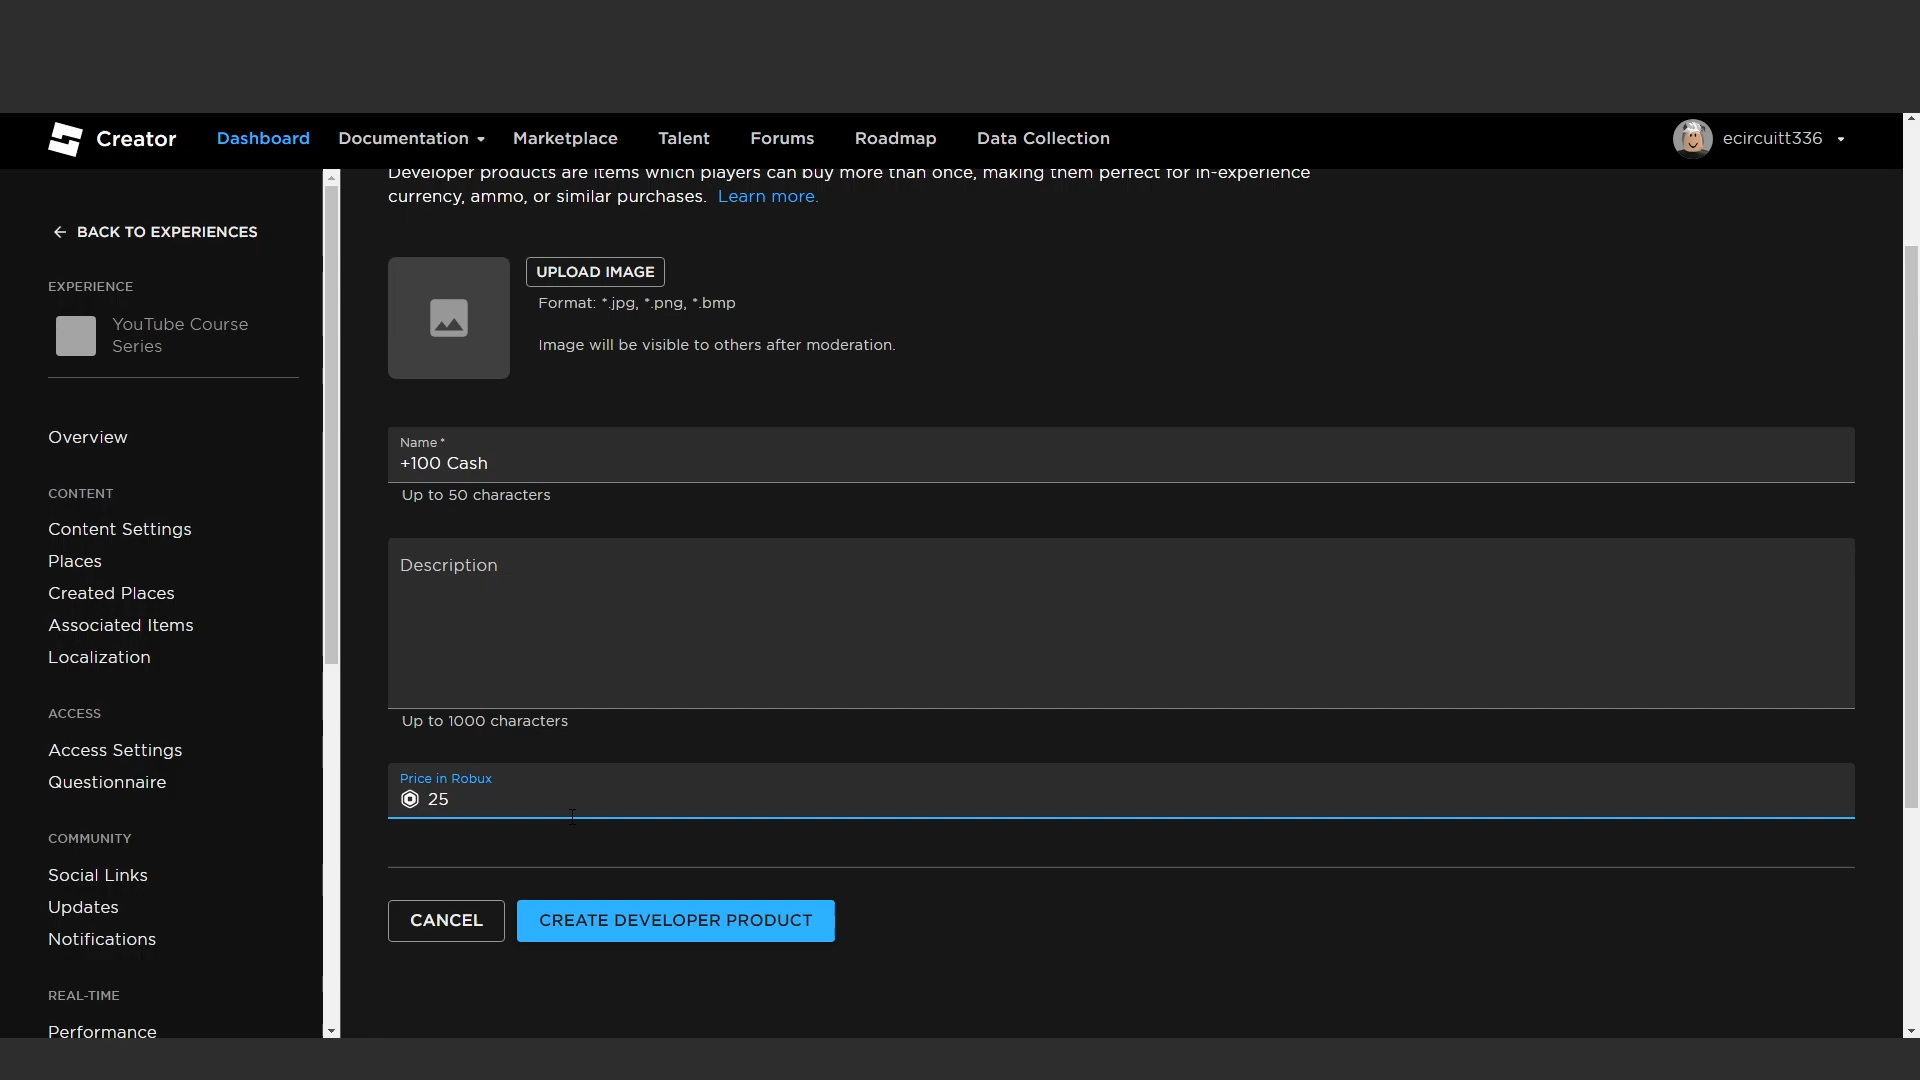 Creator
Dashboard
Documentation
Marketplace
Talent
Forums
Roadmap
Data Collection
ecircuitt336
BACK TO EXPERIENCES
EXPERIENCE
YouTube Course
Series
Overview
CONTENT
Content Settings
Places
Created Places
Associated Items
Localization
ACCESS
Access Settings
Questionnaire
COMMUNITY
Social Links
Updates
Notifications
REAL-TIME
Performance
Developer products are items which players can buy more than once, making them perfect for in-experience
currency, ammo, or similar purchases. Learn more.
UPLOAD IMAGE
Format: *.jpg, *.png, *.bmp
Image will be visible to others after moderation.
Name*
+100 Cash
Up to 50 characters
Description
Up to 1000 characters
Price in Robux
25
CANCEL
CREATE DEVELOPER PRODUCT